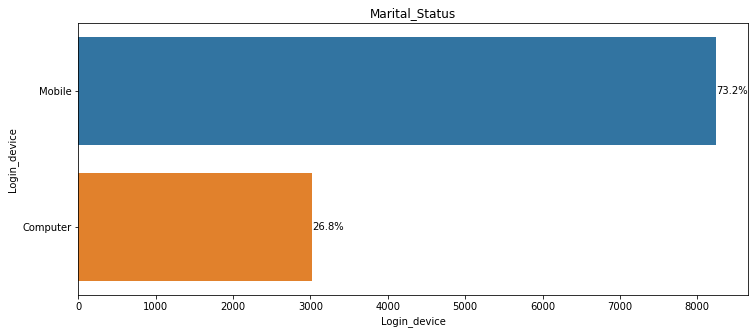 Marital_Status
Mobile
73.2%
Login_device
Computer
26.8%
0 1000 2000 3000 4000 5000 6000 7000 8000
Login_device